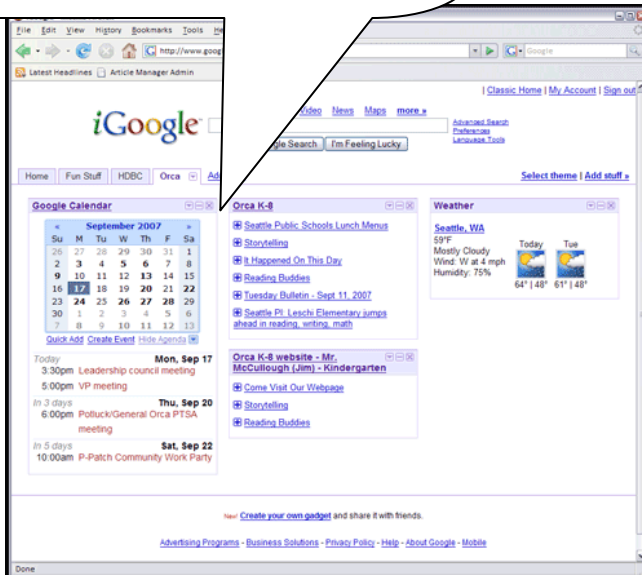 File Edit View History Bookmarks Tools
http://www.goog
Google
Latest Headlines Article Manager Admin
| Classic Home | My Account | Sign out
iGoogle
Video News Maps more »
Advanced Search
Preferences
Language Tools
gle Search I'm Feeling Lucky
Home Fun Stuff HDBC Orca Ad
Select theme | Add stuff »
Google Calendar
« September 2007 »
Su M Tu W Th F Sa
26 27 28 29 30 31 1
2 3 4 5 6 7 8
9 10 11 12 13 14 15
16 17 18 19 20 21 22
23 24 25 26 27 28 29
30 1 2 3 4 5 6
7 8 9 10 11 12 13
Quick Add Create Event Hide Agenda
Today Mon, Sep 17
3:30pm Leadership council meeting
5:00pm VP meeting
In 3 days Thu, Sep 20
6:00pm Potluck/General Orca PTSA
meeting
In 5 days Sat, Sep 22
10:00am P-Patch Community Work Party
Orca K-8
Seattle Public Schools Lunch Menus
Storytelling
It Happened On This Day
Reading Buddies
Tuesday Bulletin - Sept 11, 2007
Seattle PI: Leschi Elementary jumps
ahead in reading, writing, math
Orca K-8 website - Mr.
McCullough (Jim) - Kindergarten
Come Visit Our Webpage
Storytelling
Reading Buddies
Weather
Seattle, WA
59°F
Mostly Cloudy
Wind: W at 4 mph
Humidity: 75%
Today Tue
64° | 48° 61° | 48°
New! Create your own gadget and share it with friends.
Advertising Programs - Business Solutions - Privacy Policy - Help - About Google - Mobile
Done